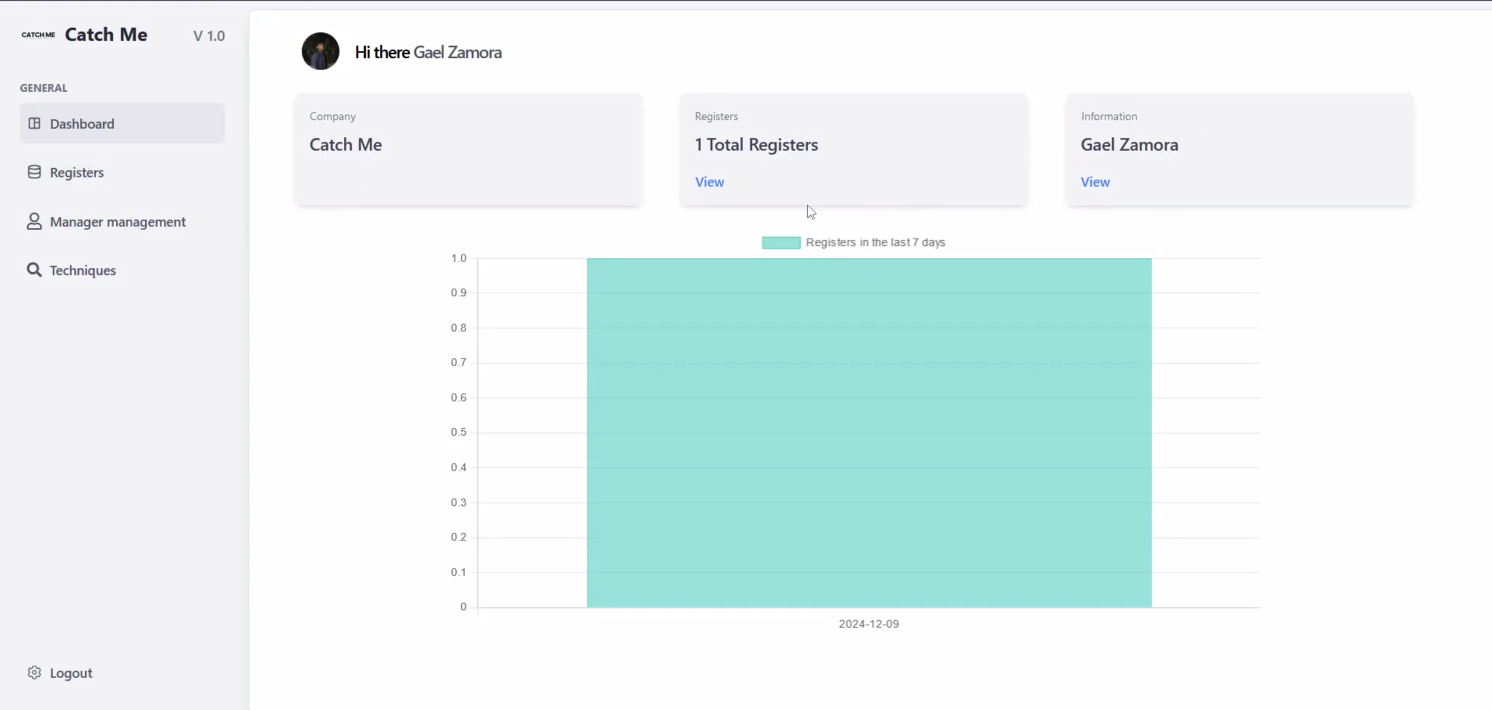 CATCH ME Catch Me V 1.0
GENERAL
Dashboard
Registers
Manager management
Techniques
Logout
Hi there Gael Zamora
Company
Catch Me
Registers
1 Total Registers
View
Information
Gael Zamora
View
Registers in the last 7 days
1.0
0.9
0.8
0.7
0.6
0.5
0.4
0.3
0.2
0.1
0
2024-12-09